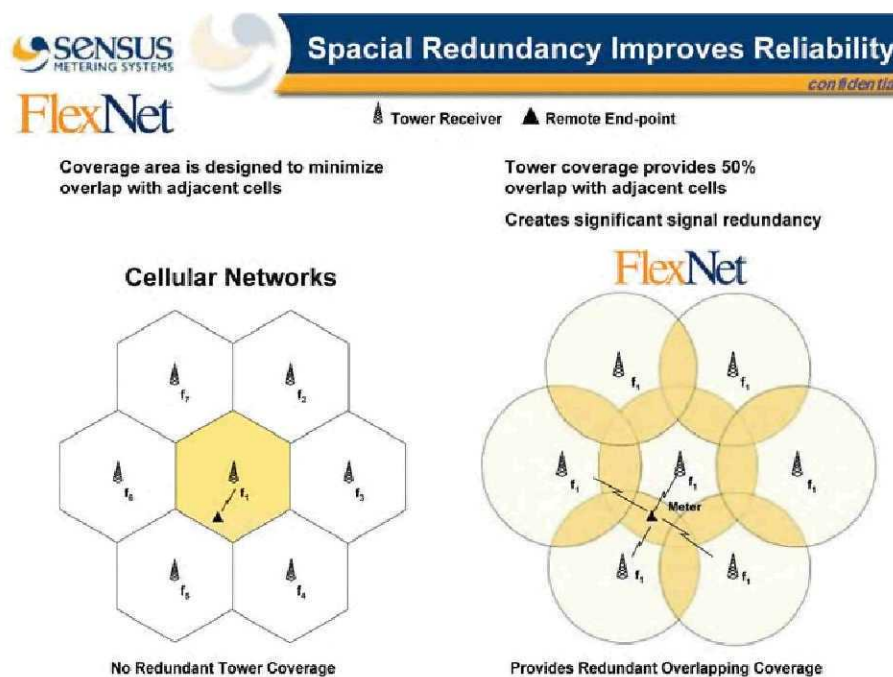 SENSUS
METERING SYSTEMS
FlexNet
Spacial Redundancy Improves Reliability
confidentia
Tower Receiver
Remote End-point
Coverage area is designed to minimize
overlap with adjacent cells
Tower coverage provides 50%
overlap with adjacent cells
Creates significant signal redundancy
Cellular Networks
FlexNet
f7
f2
f6
f1
f3
f5
f4
f1
f1
f1
f1
f1
Meter
f1
f1
No Redundant Tower Coverage
Provides Redundant Overlapping Coverage